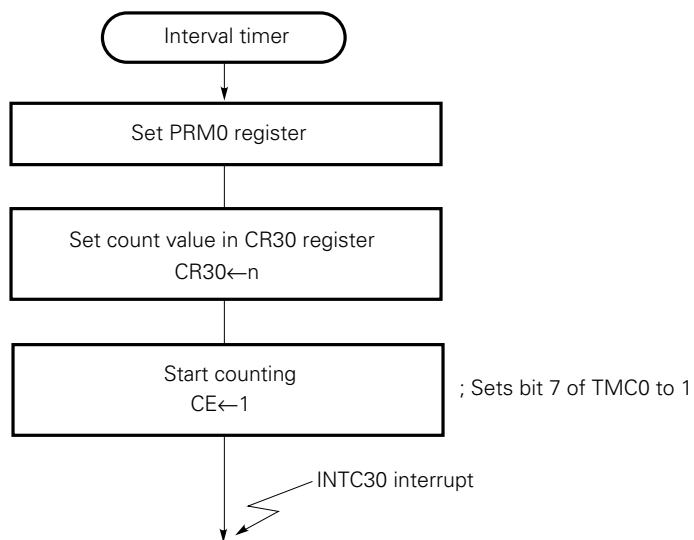 Interval timer
Set PRM0 register
Set count value in CR30 register
CR30←n
Start counting
CE←1
; Sets bit 7 of TMC0 to 1
INTC30 interrupt